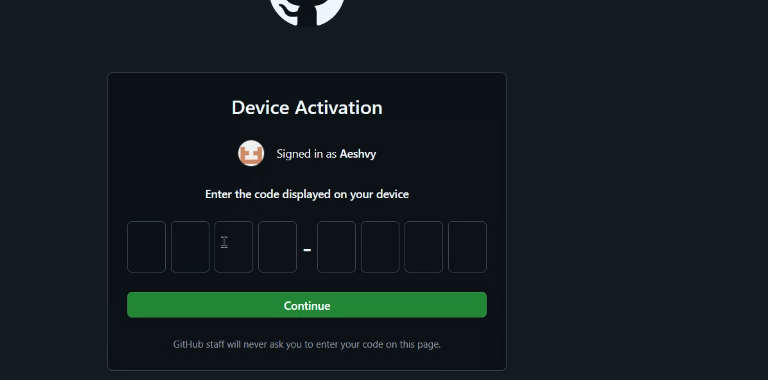 Device Activation
Signed in as Aeshvy
Enter the code displayed on your device
-
Continue
GitHub staff will never ask you to enter your code on this page.